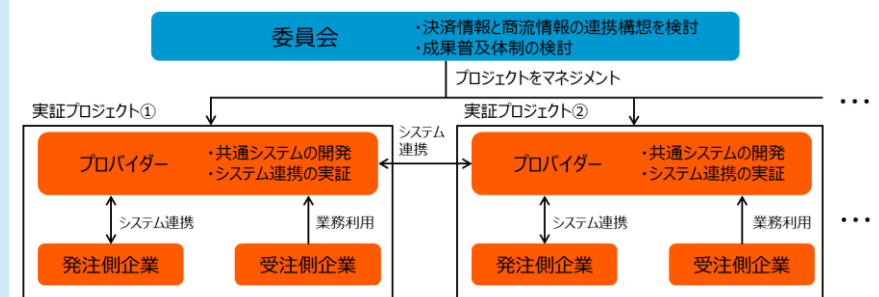 委員会
・決済情報と商流情報の連携構想を検討
・成果普及体制の検討
プロジェクトをマネジメント
実証プロジェクト①
実証プロジェクト②
…
プロバイダー
・共通システムの開発
・システム連携の実証
システム
連携
プロバイダー
・共通システムの開発
・システム連携の実証
システム連携
業務利用
システム連携
業務利用
…
発注側企業
受注側企業
発注側企業
受注側企業